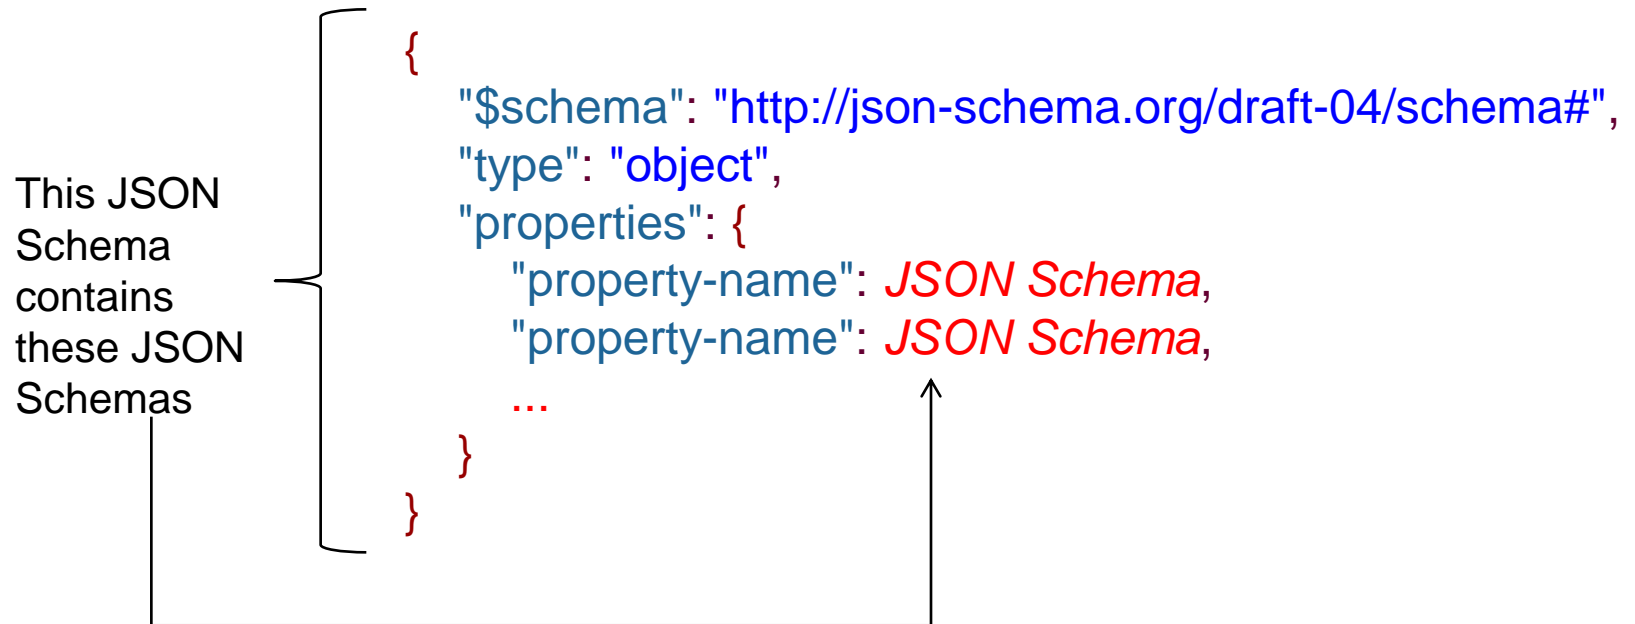 This JSON
Schema
contains
these JSON
Schemas
{
"$schema": "http://json-schema.org/draft-04/schema#",
"type": "object",
"properties": {
"property-name": JSON Schema,
"property-name": JSON Schema,
...
}
}